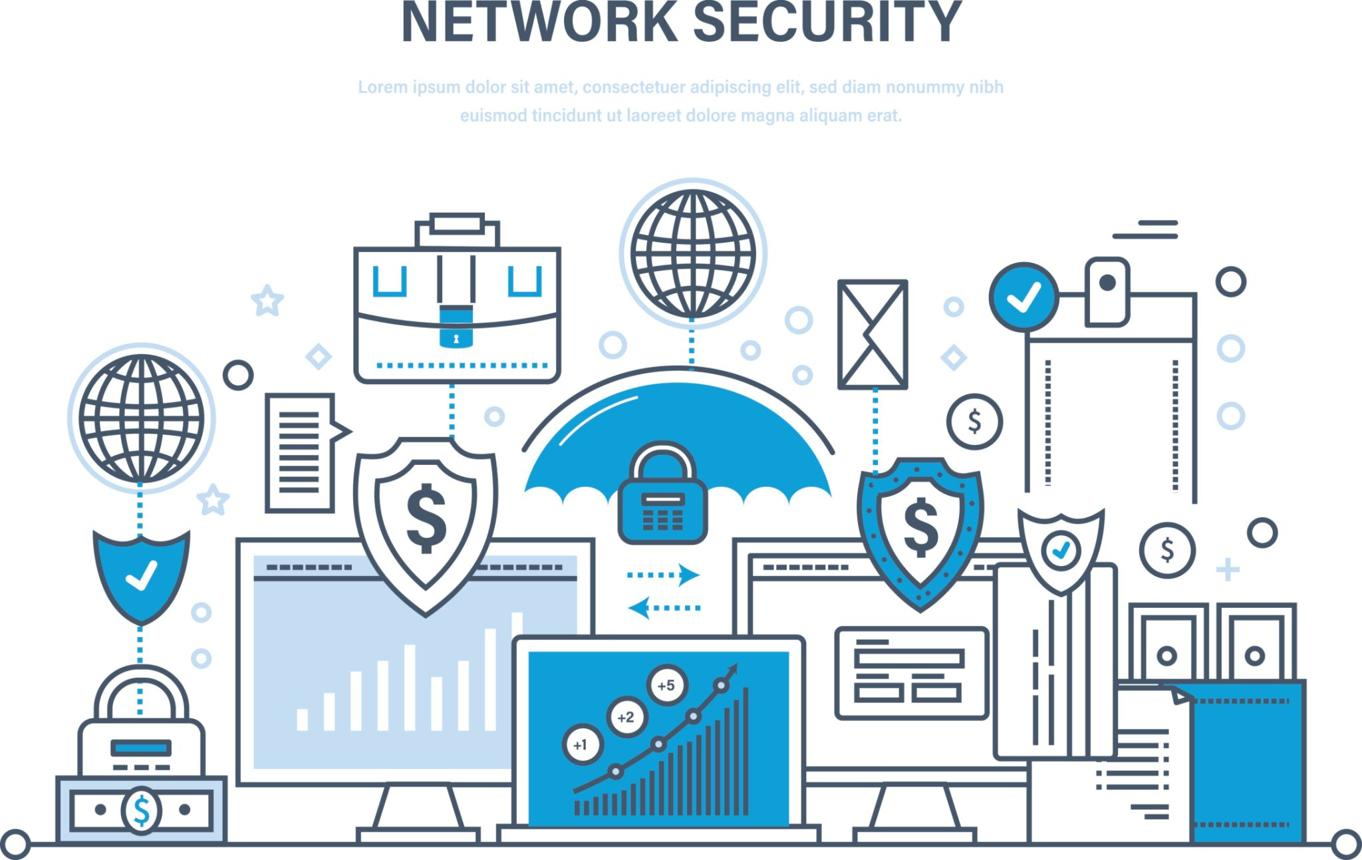 NETWORK SECURITY
Lorem ipsum dolor sit amet, consectetuer adipiscing elit, sed diam nonummy nibh
euismod tincidunt ut laoreet dolore magna aliquam erat.
$
$
$
$
+5
+2
+1
$